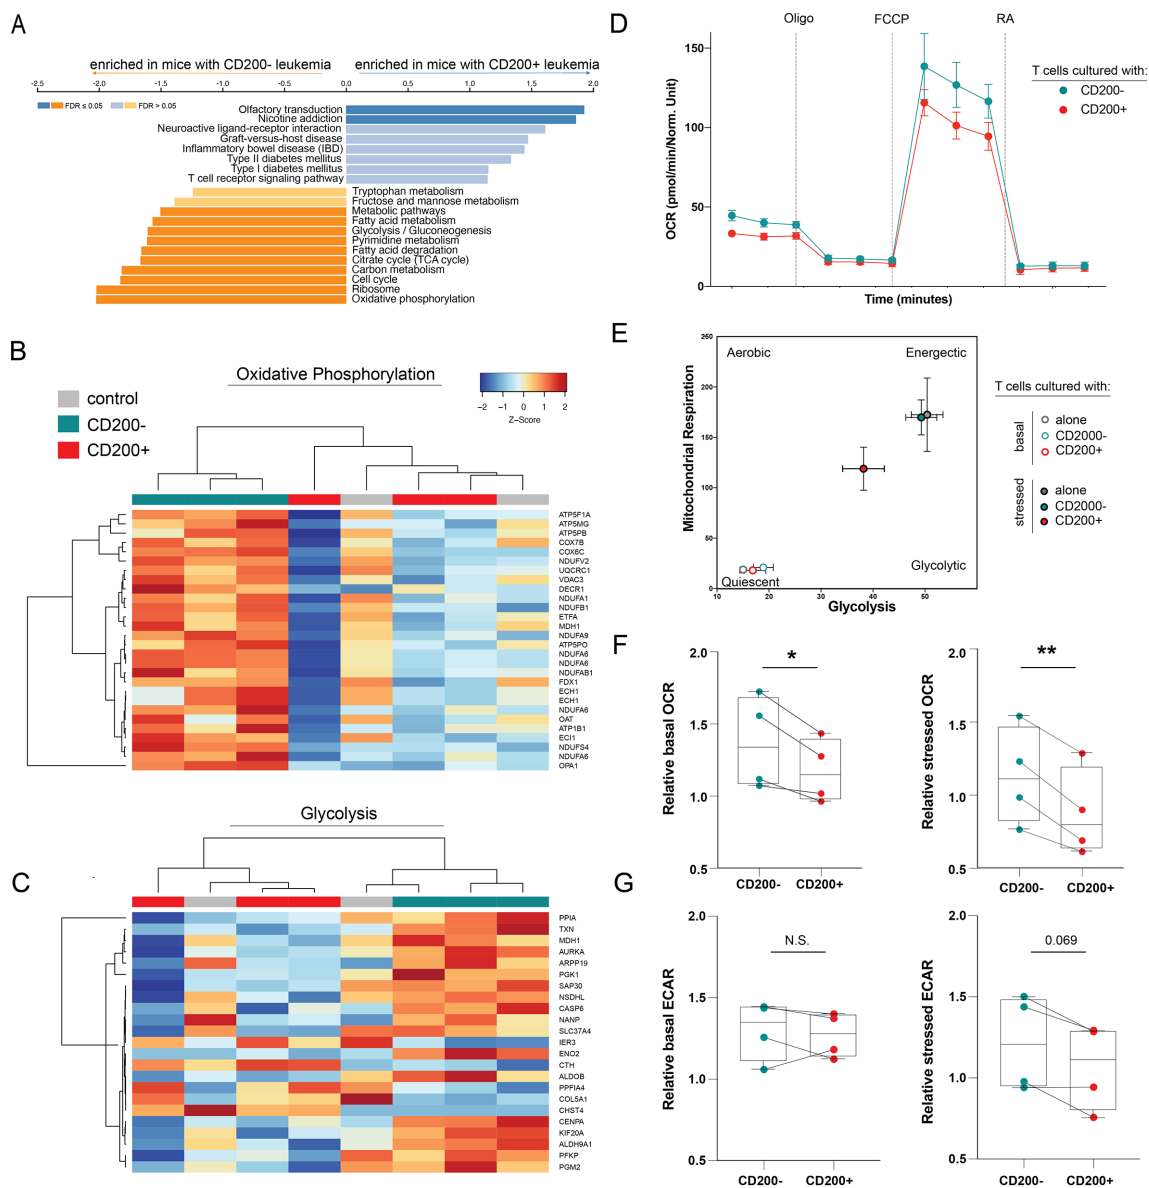 A
enriched in mice with CD200- leukemia
enriched in mice with CD200+ leukemia
-2.5 -2.0 -1.5 -1.0 -0.5 0.0 0.5 1.0 1.5 2.0
FDR ≤ 0.05 FDR > 0.05
Olfactory transduction
Nicotine addiction
Neuroactive ligand-receptor interaction
Graft-versus-host disease
Inflammatory bowel disease (IBD)
Type II diabetes mellitus
Type I diabetes mellitus
T cell receptor signaling pathway
Tryptophan metabolism
Fructose and mannose metabolism
Metabolic pathways
Fatty acid metabolism
Glycolysis / Gluconeogenesis
Pyrimidine metabolism
Fatty acid degradation
Citrate cycle (TCA cycle)
Carbon metabolism
Cell cycle
Ribosome
Oxidative phosphorylation
B
Oxidative Phosphorylation
control
CD200-
CD200+
−2 −1 0 1 2
Z−Score
ATP5F1A
ATP5MG
ATP5PB
COX7B
COX6C
NDUFV2
UQCRC1
VDAC3
DECR1
NDUFA1
NDUFB1
ETFA
MDH1
NDUFA9
ATP5PO
NDUFA6
NDUFA6
NDUFAB1
FDX1
ECH1
ECH1
NDUFA6
OAT
ATP1B1
ECI1
NDUFS4
NDUFA6
OPA1
C
Glycolysis
PPIA
TXN
MDH1
AURKA
ARPP19
PGK1
SAP30
NSDHL
CASP6
NANP
SLC37A4
IER3
ENO2
CTH
ALDOB
PPFIA4
COL5A1
CHST4
CENPA
KIF20A
ALDH9A1
PFKP
PGM2
D
Oligo FCCP RA
OCR (pmol/min/Norm. Unit)
150
100
50
0
Time (minutes)
T cells cultured with:
CD200-
CD200+
E
Mitochondrial Respiration
250
200
150
100
50
0
Aerobic
Energectic
Quiescent
Glycolytic
10 20 30 40 50
Glycolysis
T cells cultured with:
basal
alone
CD2000-
CD200+
stressed
alone
CD2000-
CD200+
F
Relative basal OCR
2.0
1.5
1.0
0.5
*
CD200- CD200+
Relative stressed OCR
2.0
1.5
1.0
0.5
**
CD200- CD200+
G
Relative basal ECAR
2.0
1.5
1.0
0.5
N.S.
CD200- CD200+
Relative stressed ECAR
2.0
1.5
1.0
0.5
0.069
CD200- CD200+